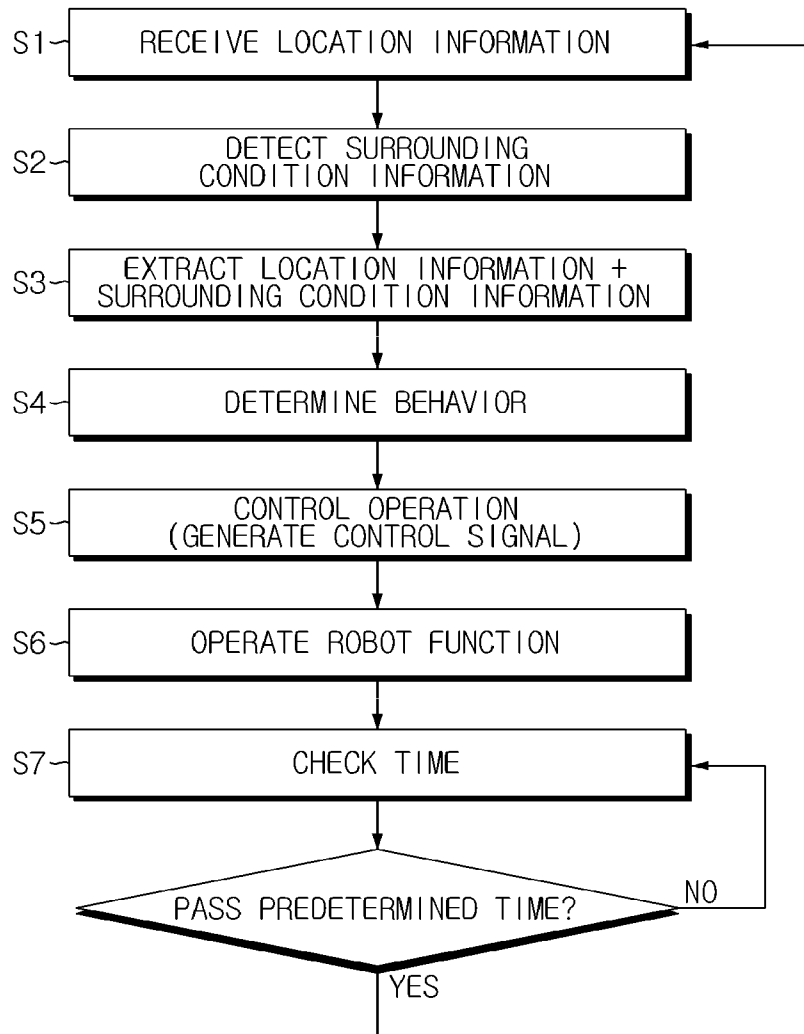 S1 RECEIVE LOCATION INFORMATION
S2 DETECT SURROUNDING
CONDITION INFORMATION
S3 EXTRACT LOCATION INFORMATION +
SURROUNDING CONDITION INFORMATION
S4 DETERMINE BEHAVIOR
S5 CONTROL OPERATION
(GENERATE CONTROL SIGNAL)
S6 OPERATE ROBOT FUNCTION
S7 CHECK TIME
PASS PREDETERMINED TIME? NO
YES